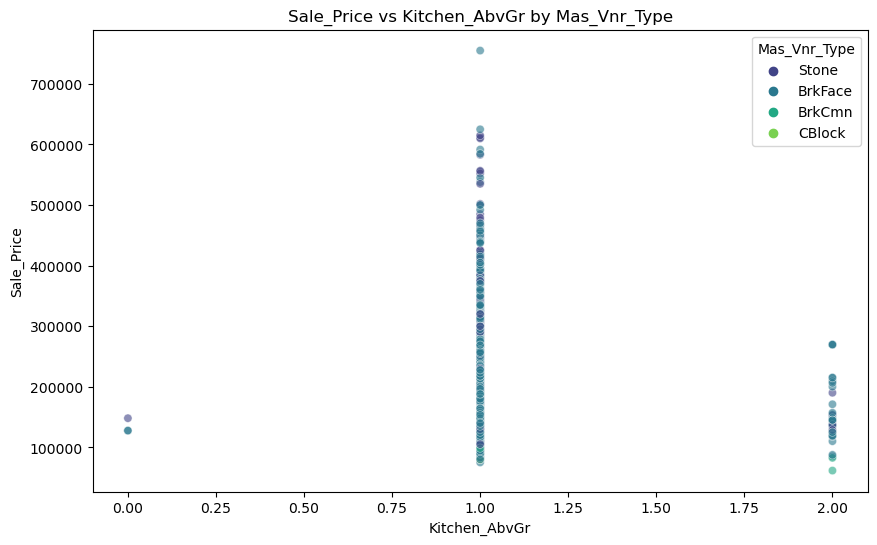 Sale_Price vs Kitchen_AbvGr by Mas_Vnr_Type
Mas_Vnr_Type
Stone
BrkFace
BrkCmn
CBlock
700000
600000
500000
400000
300000
200000
100000
Sale_Price
0.00 0.25 0.50 0.75 1.00 1.25 1.50 1.75 2.00
Kitchen_AbvGr